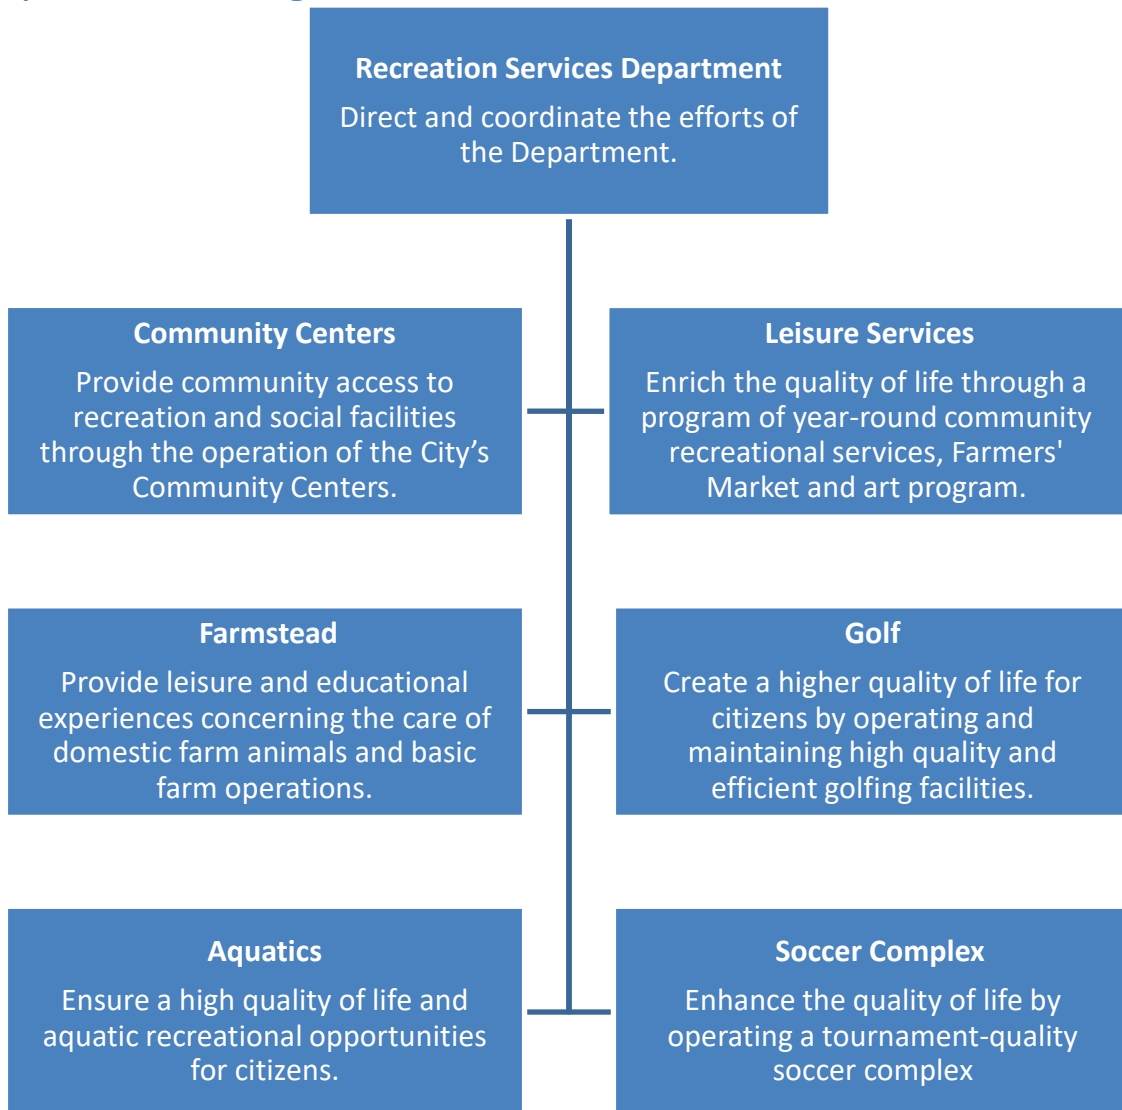 Recreation Services Department
Direct and coordinate the efforts of
the Department.
Community Centers
Provide community access to
recreation and social facilities
through the operation of the City’s
Community Centers.
Leisure Services
Enrich the quality of life through a
program of year-round community
recreational services, Farmers'
Market and art program.
Farmstead
Provide leisure and educational
experiences concerning the care of
domestic farm animals and basic
farm operations.
Golf
Create a higher quality of life for
citizens by operating and
maintaining high quality and
efficient golfing facilities.
Aquatics
Ensure a high quality of life and
aquatic recreational opportunities
for citizens.
Soccer Complex
Enhance the quality of life by
operating a tournament-quality
soccer complex